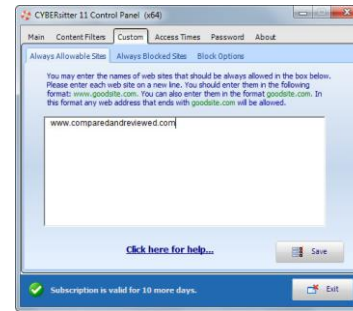 CYBERsitter 11 Control Panel (x64)
Main Content Filters Custom Access Times Password About
Always Allowable Sites Always Blocked Sites Block Options
You may enter the names of web sites that should be always allowed in the box below.
Please enter each web site on a new line. You should enter them in the following
format: www.goodsite.com. You can also enter them in the format goodsite.com. In
this format any web address that ends with goodsite.com will be allowed.
www.comparedandreviewed.com
Click here for help...
Save
Subscription is valid for 10 more days.
Exit